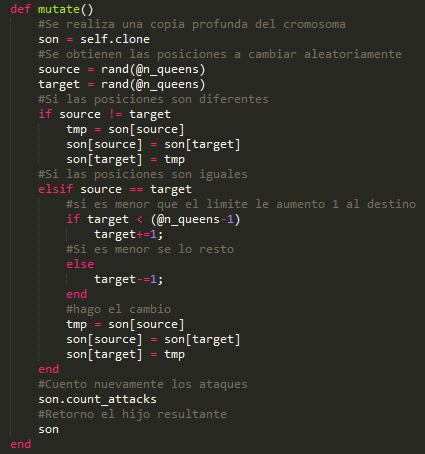 def mutate()
    #Se realiza una copia profunda del cromosoma
    son = self.clone
    #Se obtienen las posiciones a cambiar aleatoriamente
    source = rand(@n_queens)
    target = rand(@n_queens)
    #Si las posiciones son diferentes
    if source != target
        tmp = son[source]
        son[source] = son[target]
        son[target] = tmp
    #Si las posiciones son iguales
    elsif source == target
        #si es menor que el limite le aumento 1 al destino
        if target < (@n_queens-1)
            target+=1;
        #Si es menor se lo resto
        else
            target-=1;
        end
        #hago el cambio
        tmp = son[source]
        son[source] = son[target]
        son[target] = tmp
    end
    #Cuento nuevamente los ataques
    son.count_attacks
    #Retorno el hijo resultante
    son
end